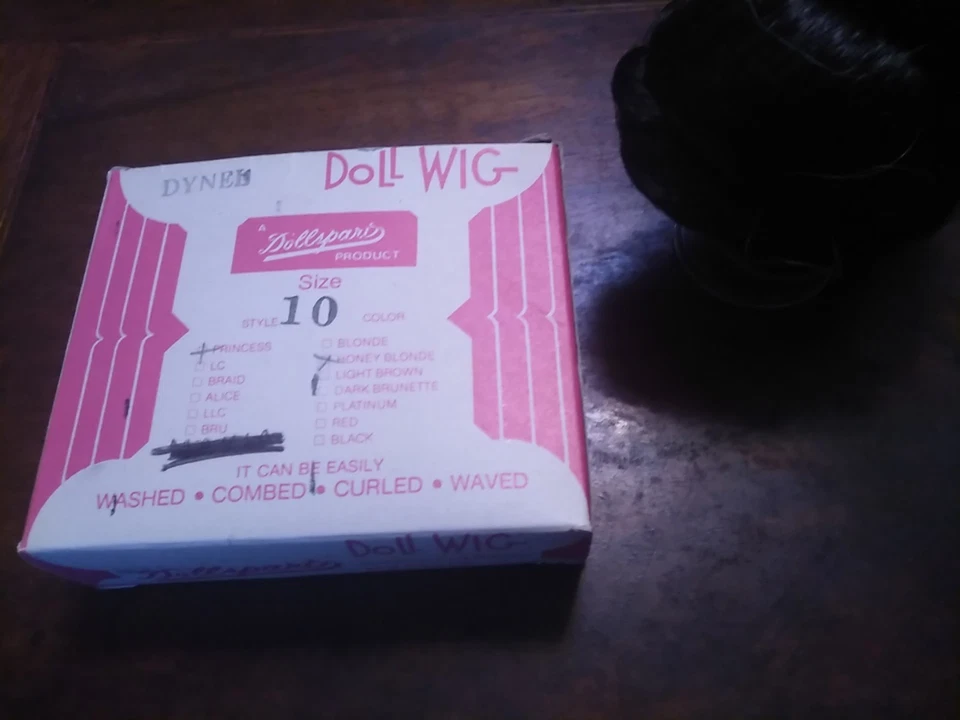 DYNEL
DOLL WIG
A
Dollspart
PRODUCT
Size
STYLE 10 COLOR
PRINCESS
LC
BRAID
ALICE
LLC
BRU
BLONDE
HONEY BLONDE
LIGHT BROWN
DARK BRUNETTE
PLATINUM
RED
BLACK
IT CAN BE EASILY
WASHED • COMBED • CURLED • WAVED
Dollspart DOLL WIG